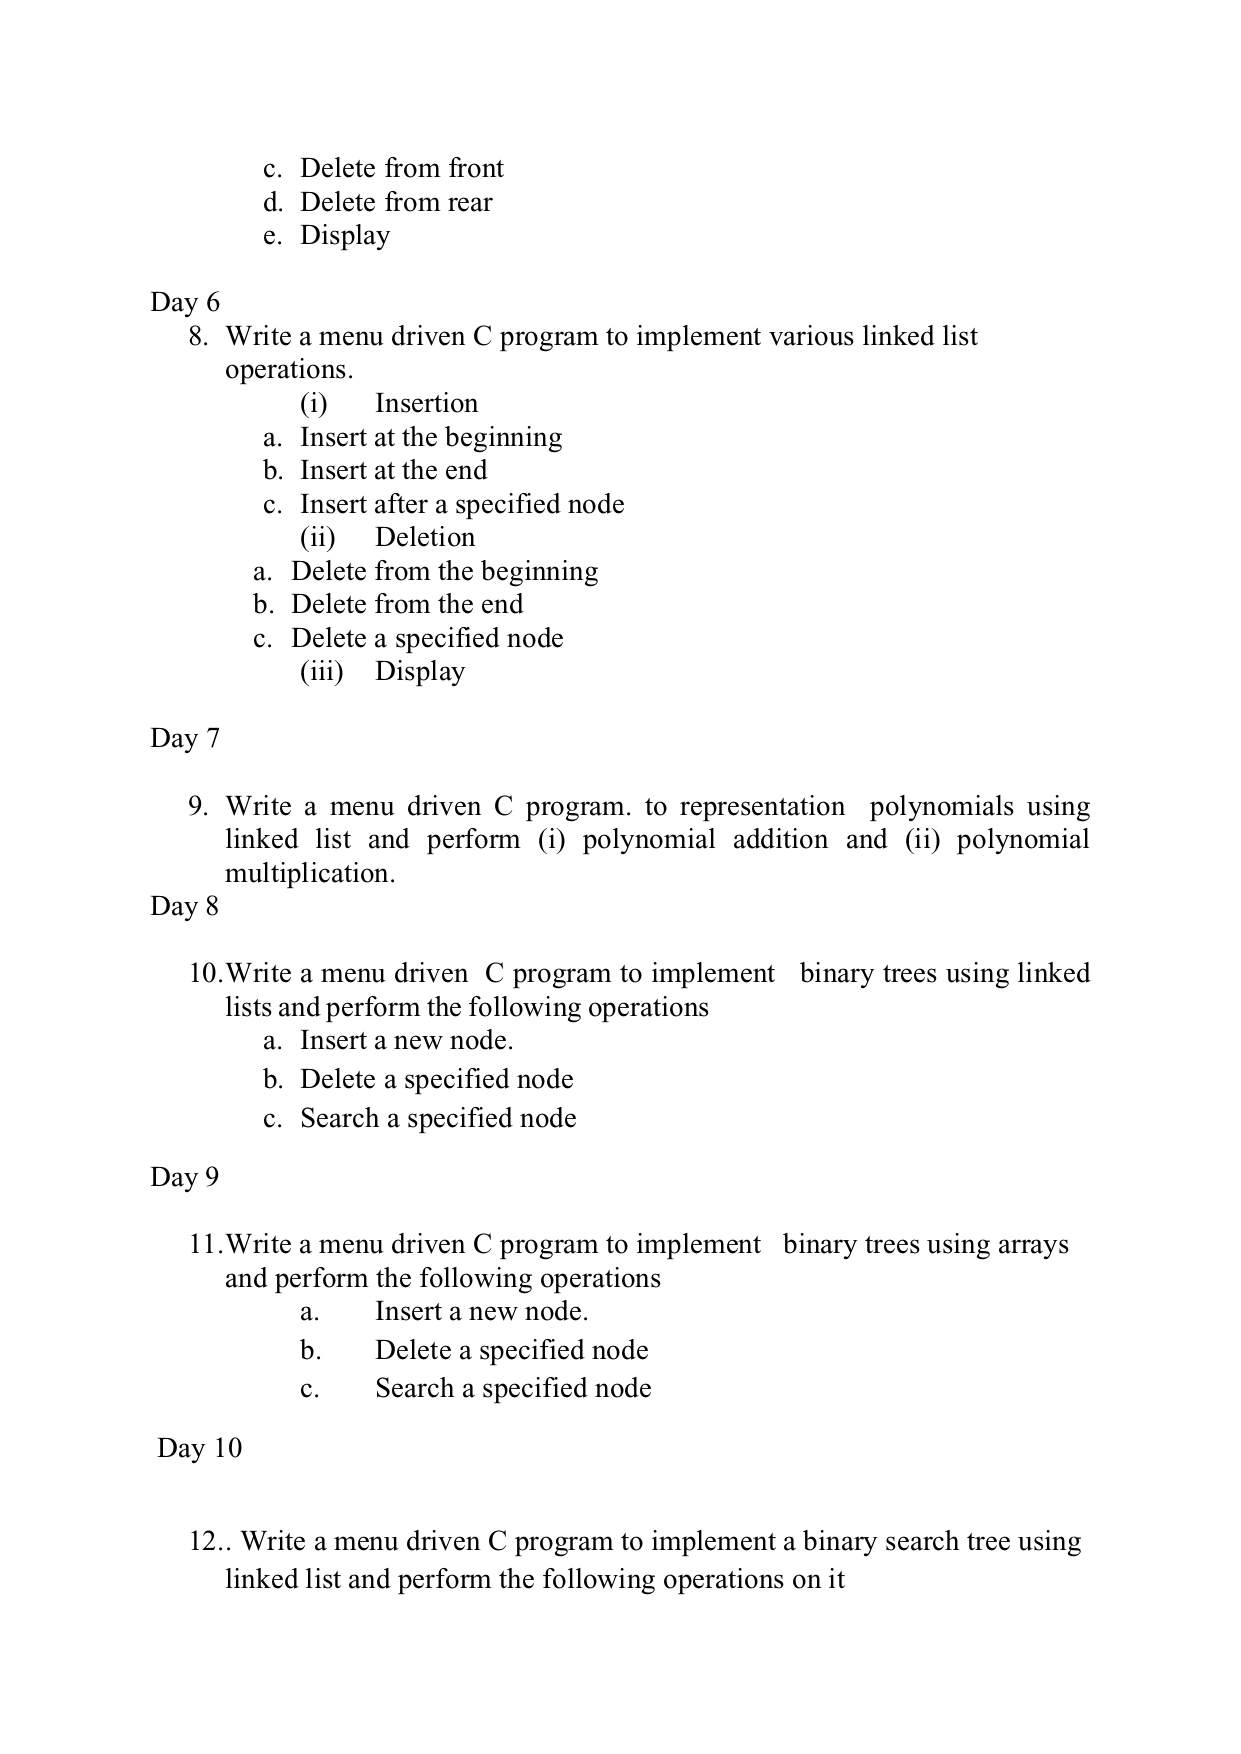 c. Delete from front
d. Delete from rear
e. Display
Day 6
8. Write a menu driven C program to implement various linked list
operations.
(i) Insertion
a. Insert at the beginning
b. Insert at the end
c. Insert after a specified node
(ii) Deletion
a. Delete from the beginning
b. Delete from the end
c. Delete a specified node
(iii) Display
Day 7
9. Write a menu driven C program. to representation polynomials using
linked list and perform (i) polynomial addition and (ii) polynomial
multiplication.
Day 8
10.Write a menu driven C program to implement binary trees using linked
lists and perform the following operations
a. Insert a new node.
b. Delete a specified node
c. Search a specified node
Day 9
11.Write a menu driven C program to implement binary trees using arrays
and perform the following operations
a. Insert a new node.
b. Delete a specified node
c. Search a specified node
Day 10
12.. Write a menu driven C program to implement a binary search tree using
linked list and perform the following operations on it